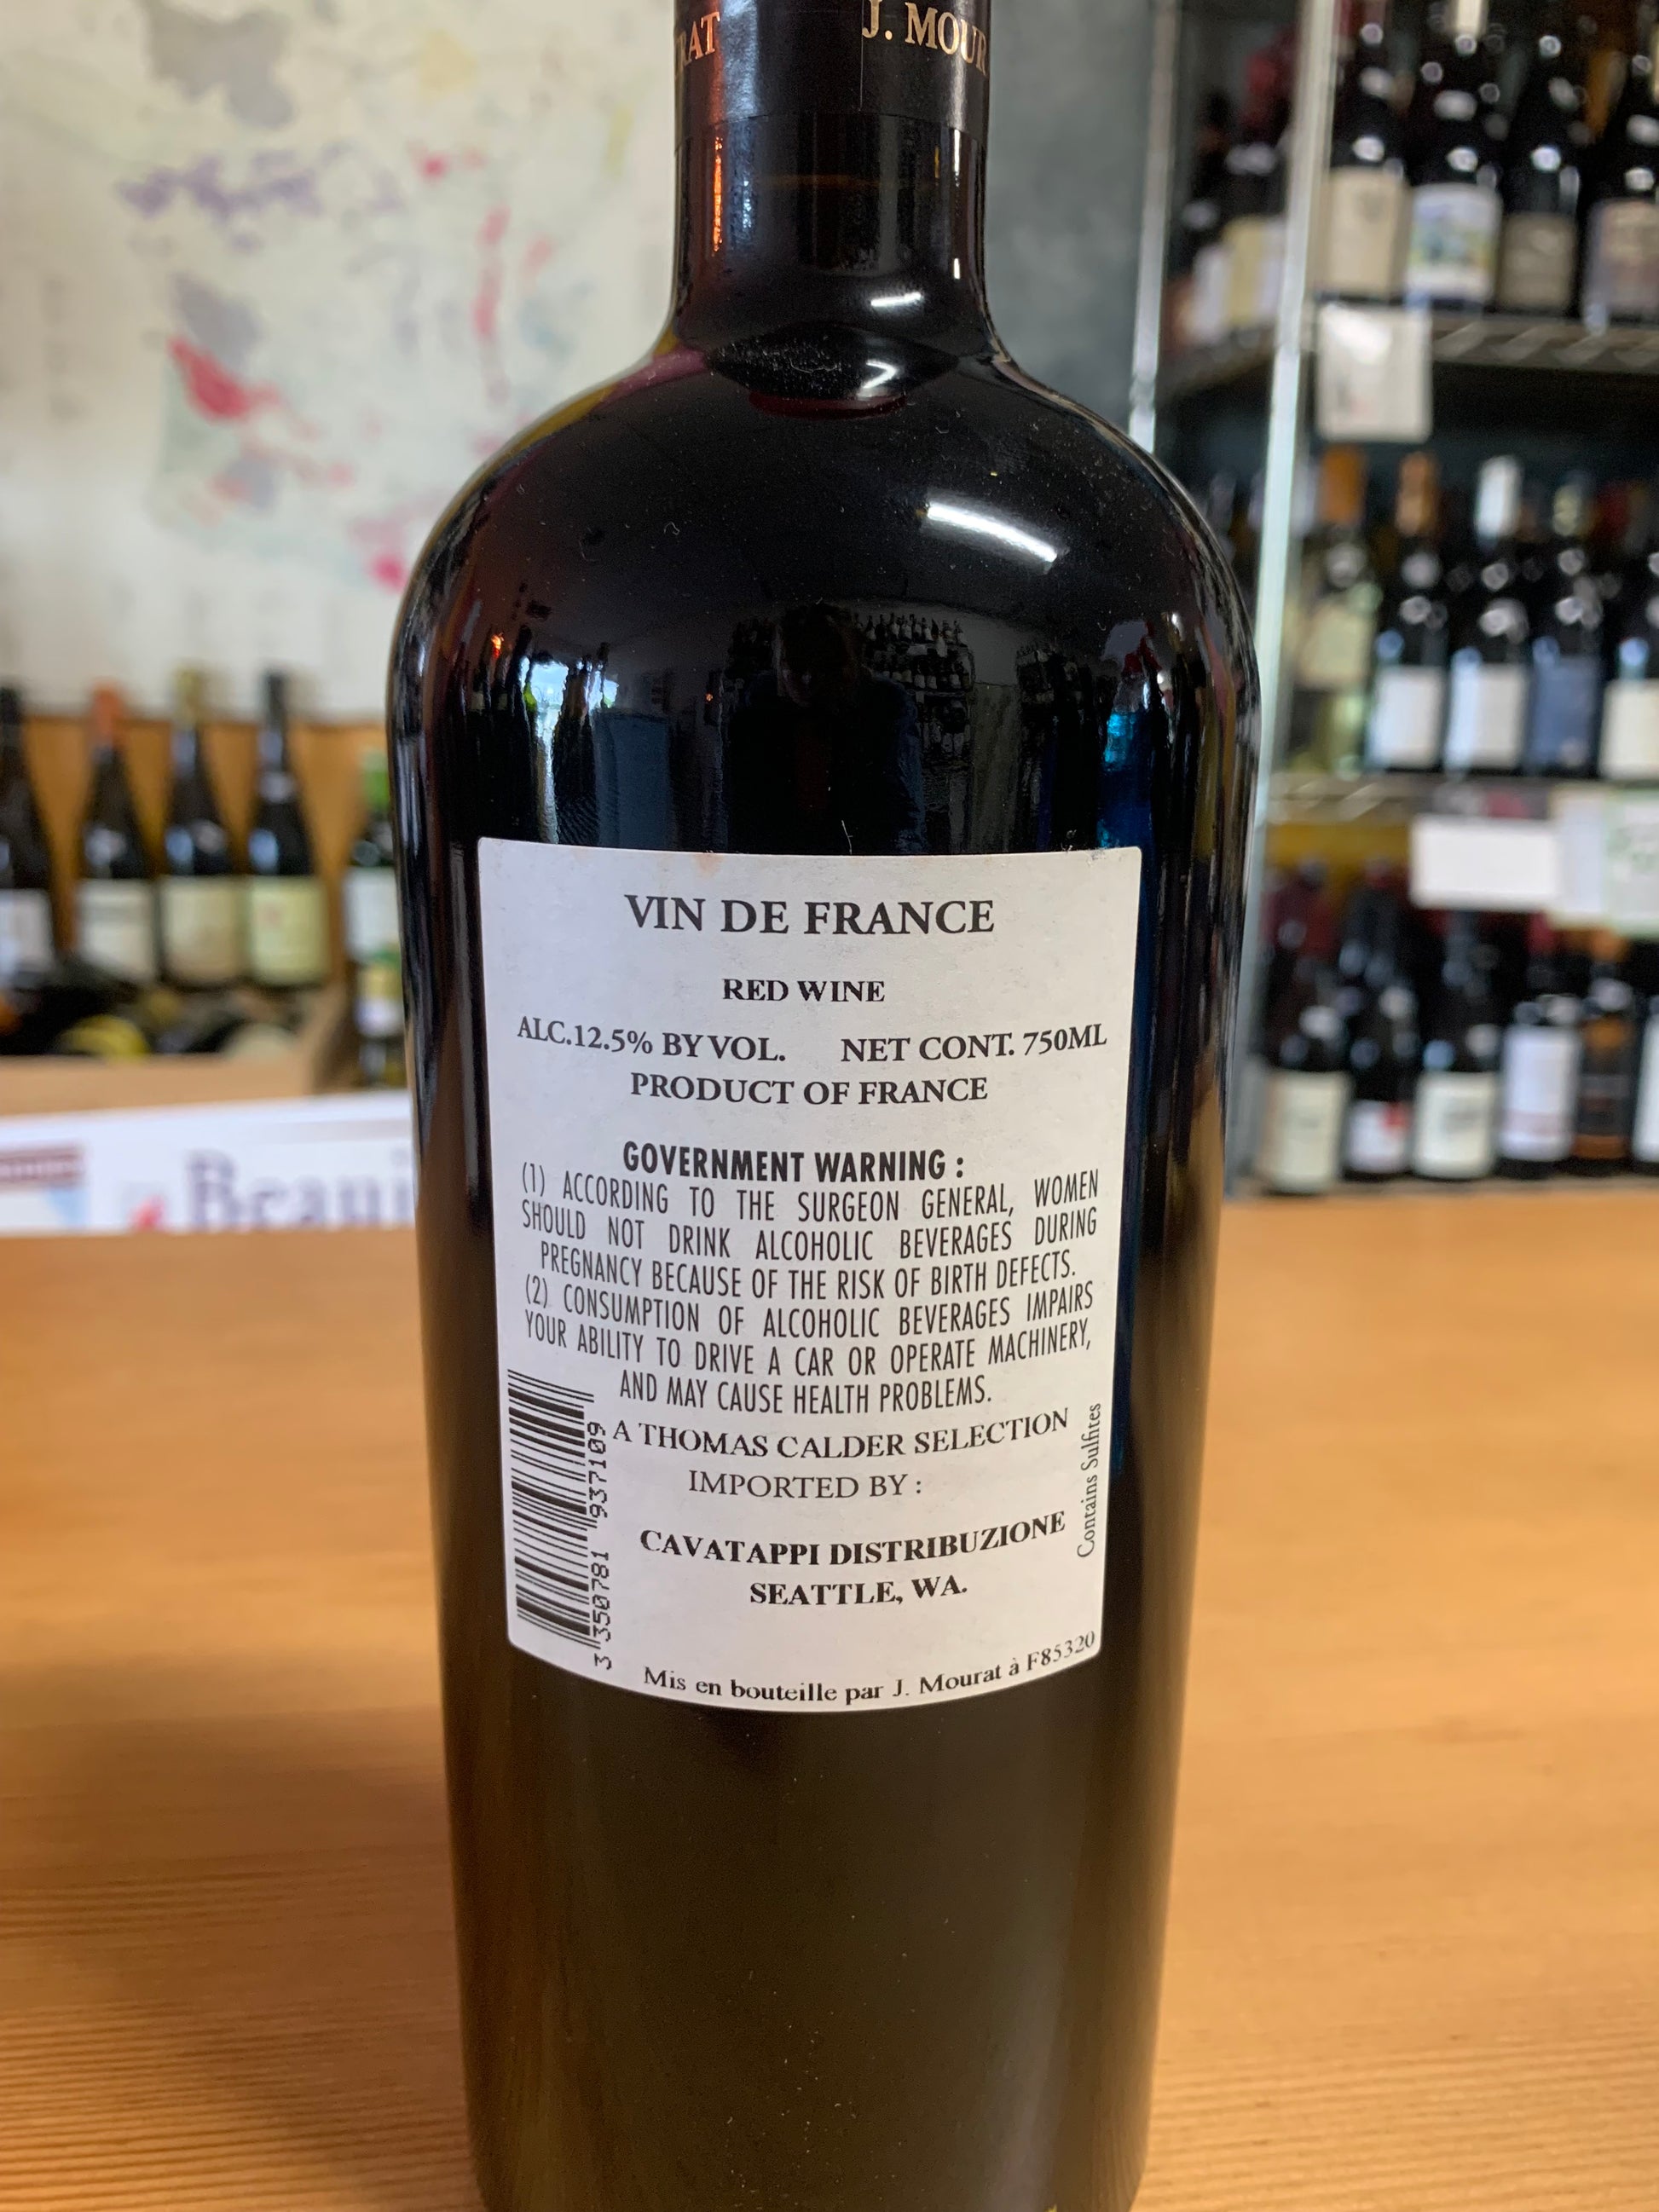 RAT J. MOUR
VIN DE FRANCE
RED WINE
ALC.12.5% BY VOL. NET CONT. 750ML
PRODUCT OF FRANCE
GOVERNMENT WARNING :
(1) ACCORDING TO THE SURGEON GENERAL, WOMEN
SHOULD NOT DRINK ALCOHOLIC BEVERAGES DURING
PREGNANCY BECAUSE OF THE RISK OF BIRTH DEFECTS.
(2) CONSUMPTION OF ALCOHOLIC BEVERAGES IMPAIRS
YOUR ABILITY TO DRIVE A CAR OR OPERATE MACHINERY,
AND MAY CAUSE HEALTH PROBLEMS.
A THOMAS CALDER SELECTION
IMPORTED BY :
CAVATAPPI DISTRIBUZIONE
SEATTLE, WA.
Contains Sulfites
3 350781 937109
Mis en bouteille par J. Mourat à F85320